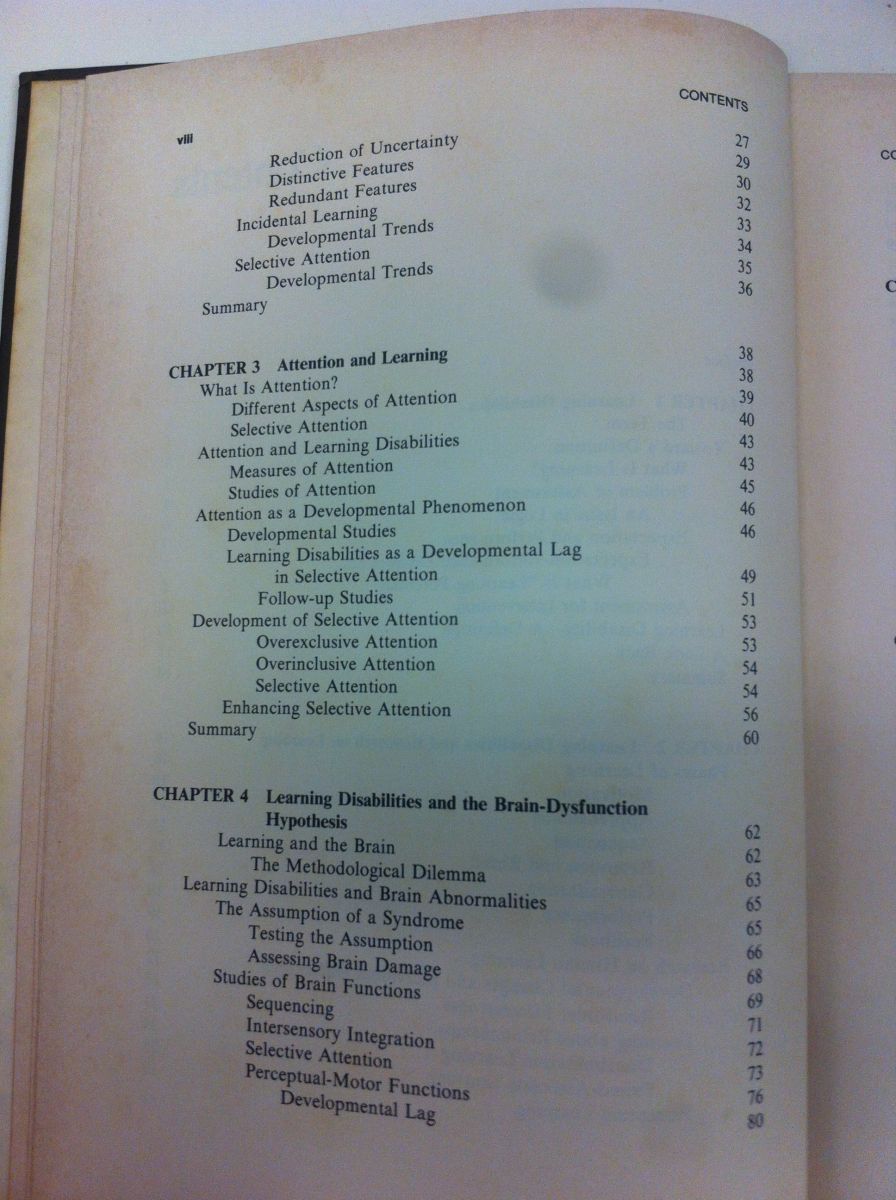 viii CONTENTS
Reduction of Uncertainty 27
Distinctive Features 29
Redundant Features 30
Incidental Learning 32
Developmental Trends 33
Selective Attention 34
Developmental Trends 35
Summary 36
CHAPTER 3 Attention and Learning 38
What Is Attention? 38
Different Aspects of Attention 39
Selective Attention 40
Attention and Learning Disabilities 43
Measures of Attention 43
Studies of Attention 45
Attention as a Developmental Phenomenon 46
Developmental Studies 46
Learning Disabilities as a Developmental Lag
in Selective Attention 49
Follow-up Studies 51
Development of Selective Attention 53
Overexclusive Attention 53
Overinclusive Attention 54
Selective Attention 54
Enhancing Selective Attention 56
Summary 60
CHAPTER 4 Learning Disabilities and the Brain-Dysfunction
Hypothesis 62
Learning and the Brain 62
The Methodological Dilemma 63
Learning Disabilities and Brain Abnormalities 65
The Assumption of a Syndrome 65
Testing the Assumption 66
Assessing Brain Damage 68
Studies of Brain Functions 69
Sequencing 71
Intersensory Integration 72
Selective Attention 73
Perceptual-Motor Functions 76
Developmental Lag 80